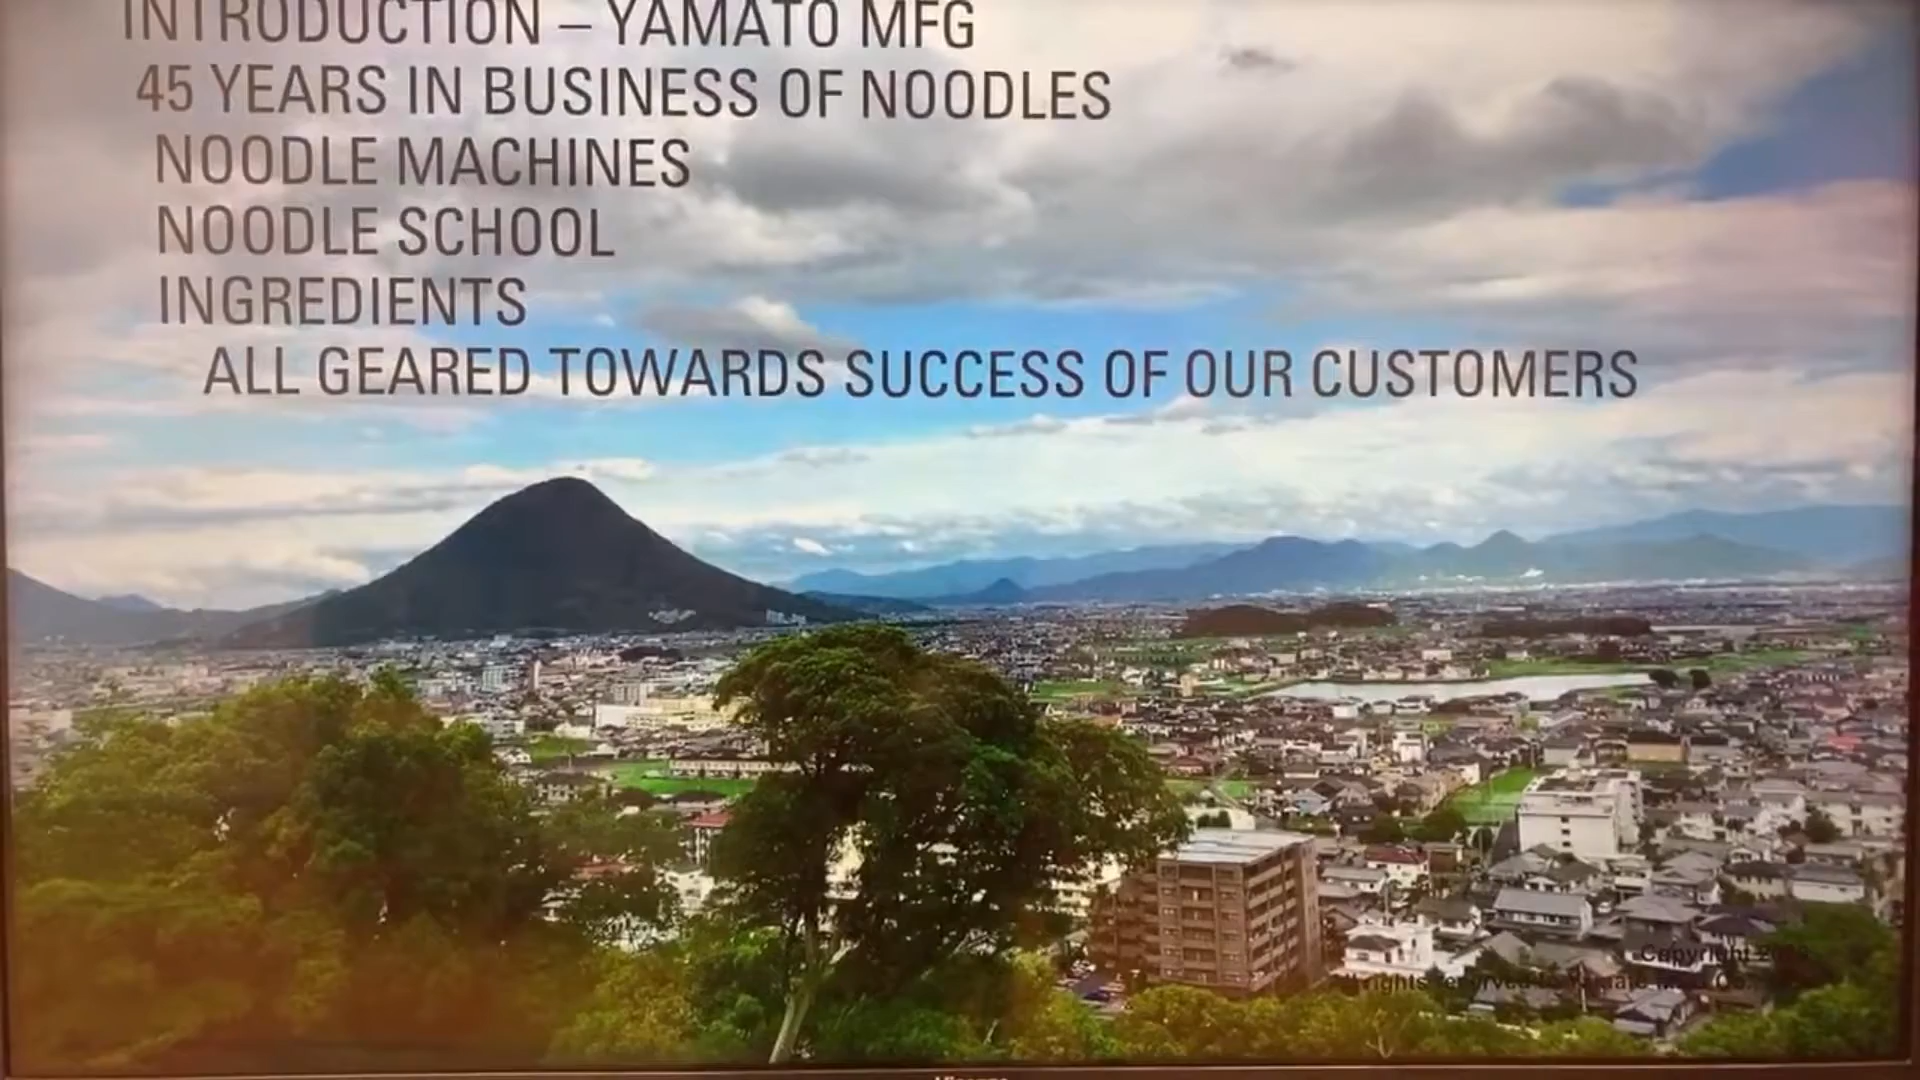 INTRODUCTION – YAMATO MFG
45 YEARS IN BUSINESS OF NOODLES
NOODLE MACHINES
NOODLE SCHOOL
INGREDIENTS
ALL GEARED TOWARDS SUCCESS OF OUR CUSTOMERS
Copyright